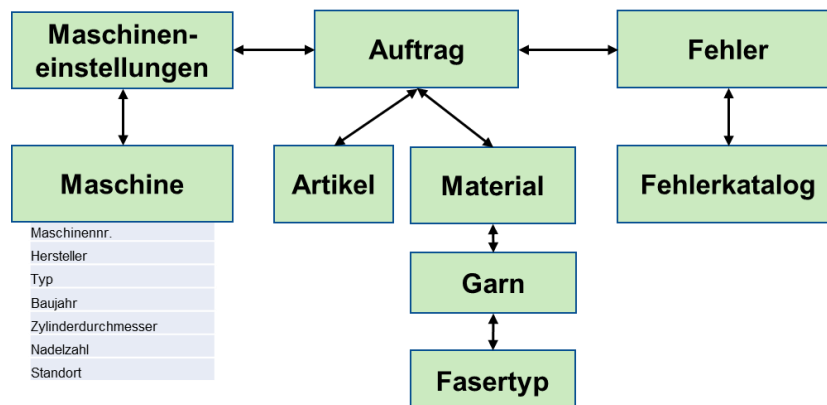 Maschinen-
einstellungen
Auftrag
Fehler
Maschine
Artikel
Material
Fehlerkatalog
Maschinennr.
Hersteller
Typ
Baujahr
Zylinderdurchmesser
Nadelzahl
Standort
Garn
Fasertyp